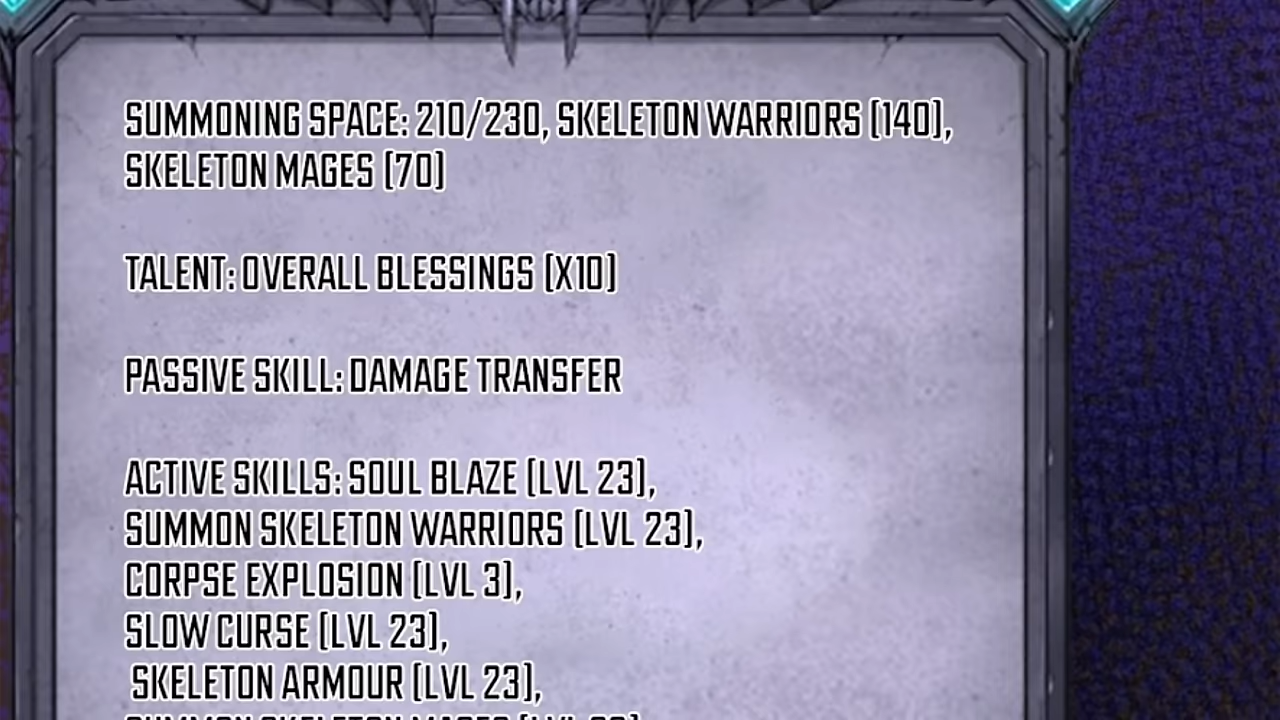 SUMMONING SPACE: 210/230, SKELETON WARRIORS [140],
SKELETON MAGES [70]
TALENT: OVERALL BLESSINGS [X10]
PASSIVE SKILL: DAMAGE TRANSFER
ACTIVE SKILLS: SOUL BLAZE [LVL 23],
SUMMON SKELETON WARRIORS [LVL 23],
CORPSE EXPLOSION [LVL 3],
SLOW CURSE [LVL 23],
SKELETON ARMOUR [LVL 23],